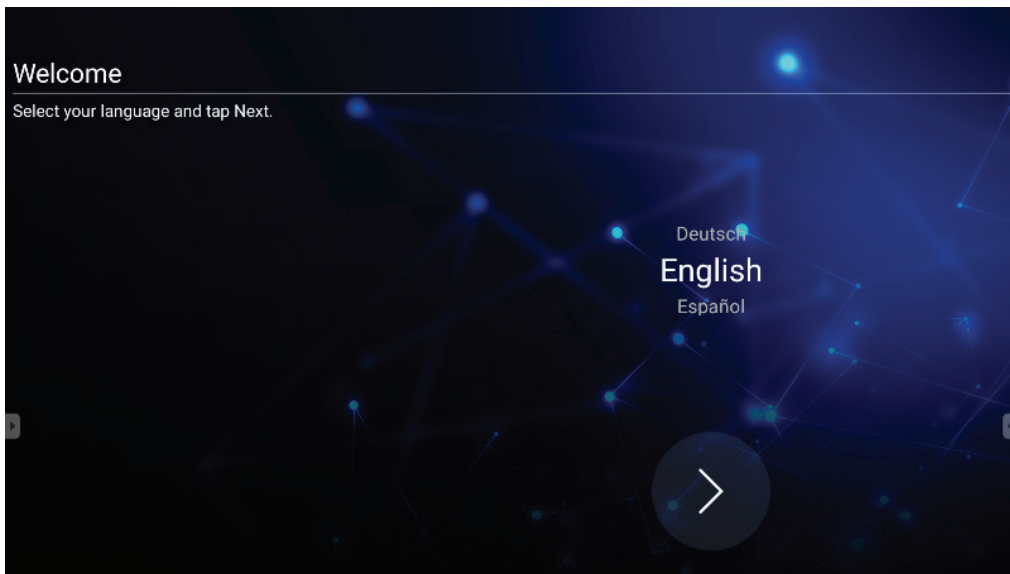 Welcome
Select your language and tap Next.
Deutsch
English
Español